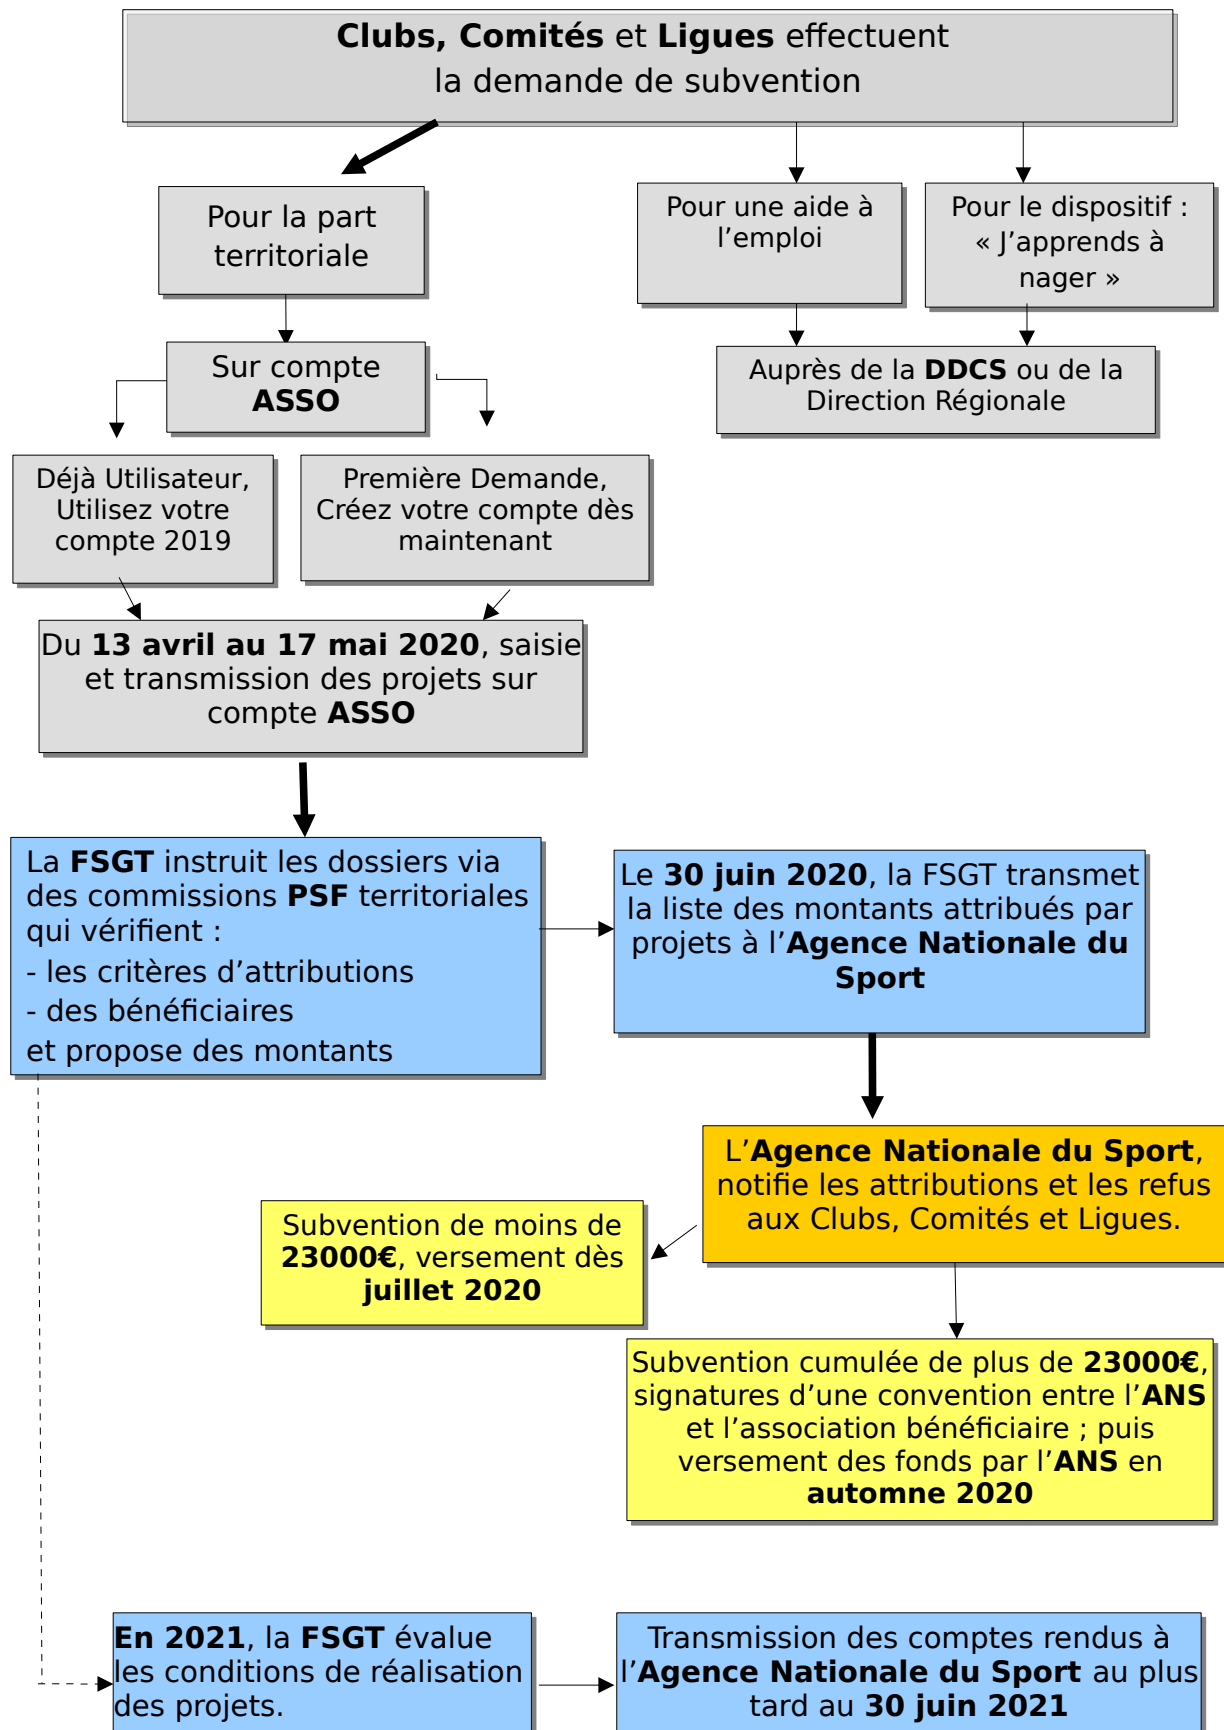 Clubs, Comités et Ligues effectuent
la demande de subvention
Pour la part
territoriale
Pour une aide à
l’emploi
Pour le dispositif :
« J’apprends à
nager »
Sur compte
ASSO
Auprès de la DDCS ou de la
Direction Régionale
Déjà Utilisateur,
Utilisez votre
compte 2019
Première Demande,
Créez votre compte dès
maintenant
Du 13 avril au 17 mai 2020, saisie
et transmission des projets sur
compte ASSO
La FSGT instruit les dossiers via
des commissions PSF territoriales
qui vérifient :
- les critères d’attributions
- des bénéficiaires
et propose des montants
Le 30 juin 2020, la FSGT transmet
la liste des montants attribués par
projets à l’Agence Nationale du
Sport
L’Agence Nationale du Sport,
notifie les attributions et les refus
aux Clubs, Comités et Ligues.
Subvention de moins de
23000€, versement dès
juillet 2020
Subvention cumulée de plus de 23000€,
signatures d’une convention entre l’ANS
et l’association bénéficiaire ; puis
versement des fonds par l’ANS en
automne 2020
En 2021, la FSGT évalue
les conditions de réalisation
des projets.
Transmission des comptes rendus à
l’Agence Nationale du Sport au plus
tard au 30 juin 2021